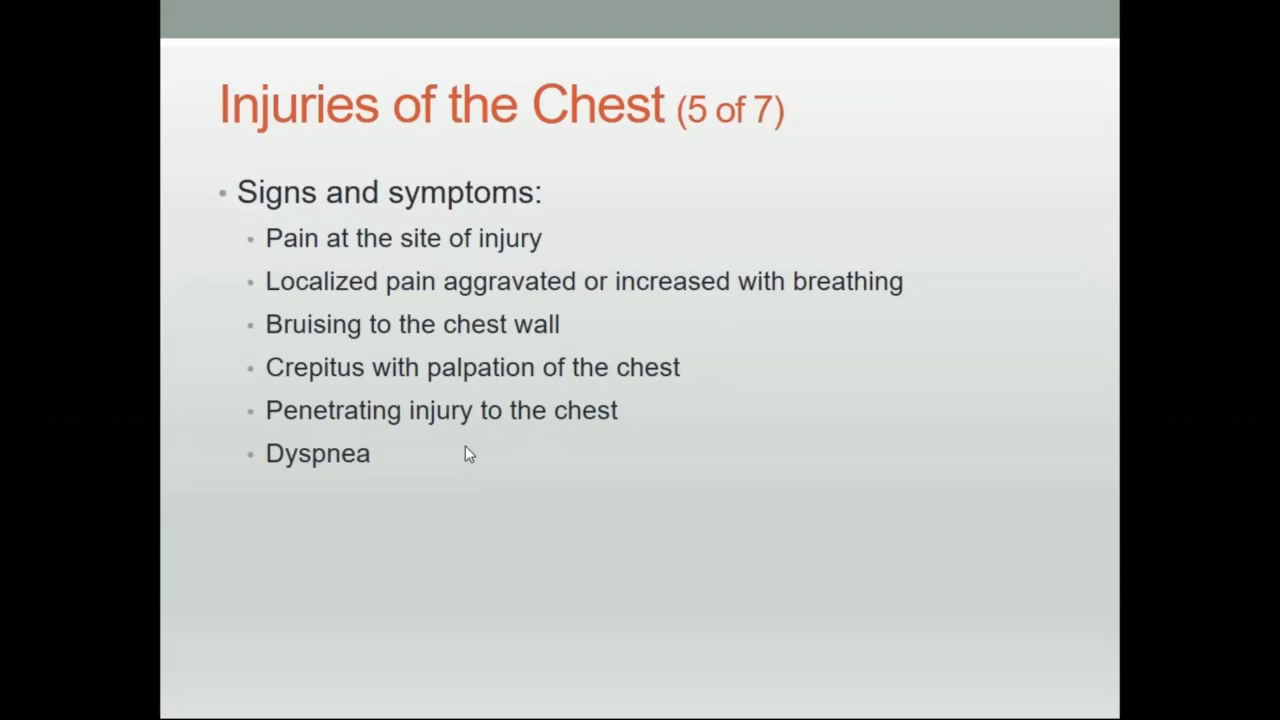 Injuries of the Chest (5 of 7)
• Signs and symptoms:
• Pain at the site of injury
• Localized pain aggravated or increased with breathing
• Bruising to the chest wall
• Crepitus with palpation of the chest
• Penetrating injury to the chest
• Dyspnea